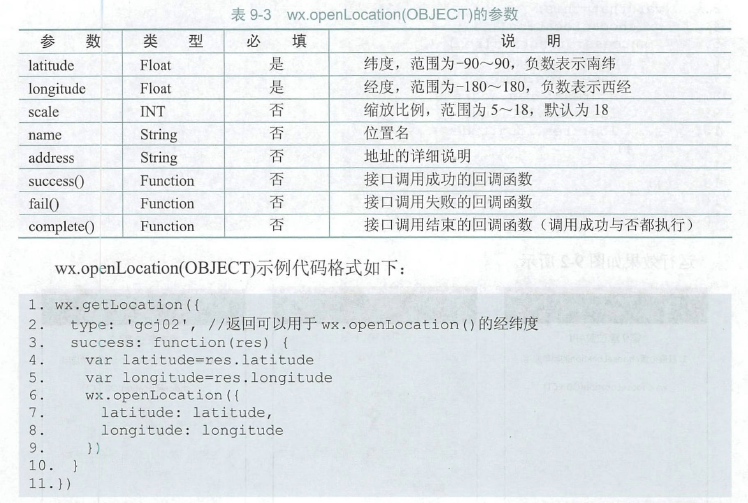 表 9-3 wx.openLocation(OBJECT)的参数
参 数 类 型 必 填 说 明
latitude Float 是 纬度，范围为-90～90，负数表示南纬
longitude Float 是 经度，范围为-180～180，负数表示西经
scale INT 否 缩放比例，范围为 5～18，默认为 18
name String 否 位置名
address String 否 地址的详细说明
success() Function 否 接口调用成功的回调函数
fail() Function 否 接口调用失败的回调函数
complete() Function 否 接口调用结束的回调函数（调用成功与否都执行）
wx.openLocation(OBJECT)示例代码格式如下：
1. wx.getLocation({
2. type: 'gcj02', //返回可以用于 wx.openLocation()的经纬度
3. success: function(res) {
4. var latitude=res.latitude
5. var longitude=res.longitude
6. wx.openLocation({
7. latitude: latitude,
8. longitude: longitude
9. })
10. }
11.})